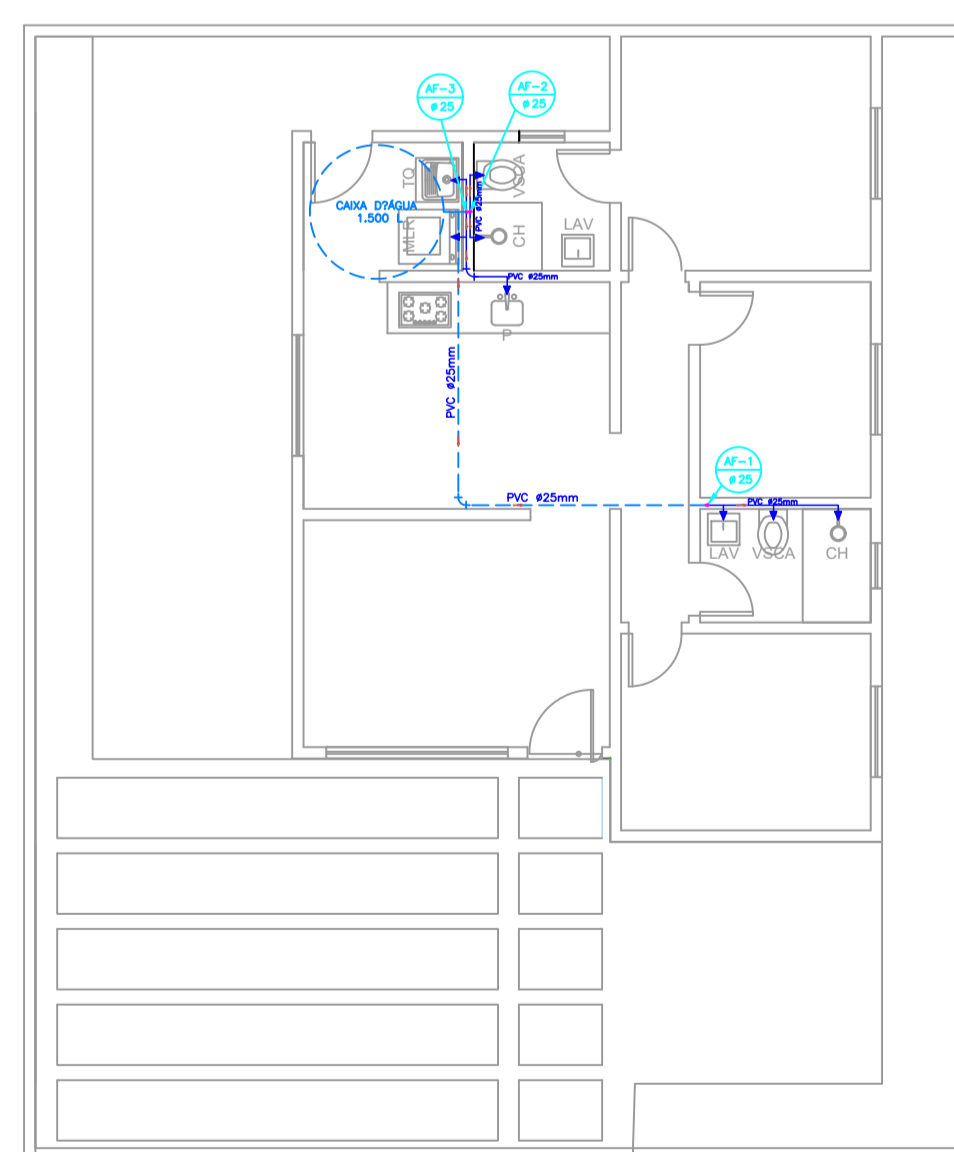 AF-3
ø25
AF-2
ø25
TQ
VSCA
CAIXA D?ÁGUA
1.500 L
PVC ø25mm
LAV
MLR
CH
PVC ø25mm
P
PVC ø25mm
AF-1
ø25
PVC ø25mm
PVC ø25mm
LAV
VSCA
CH